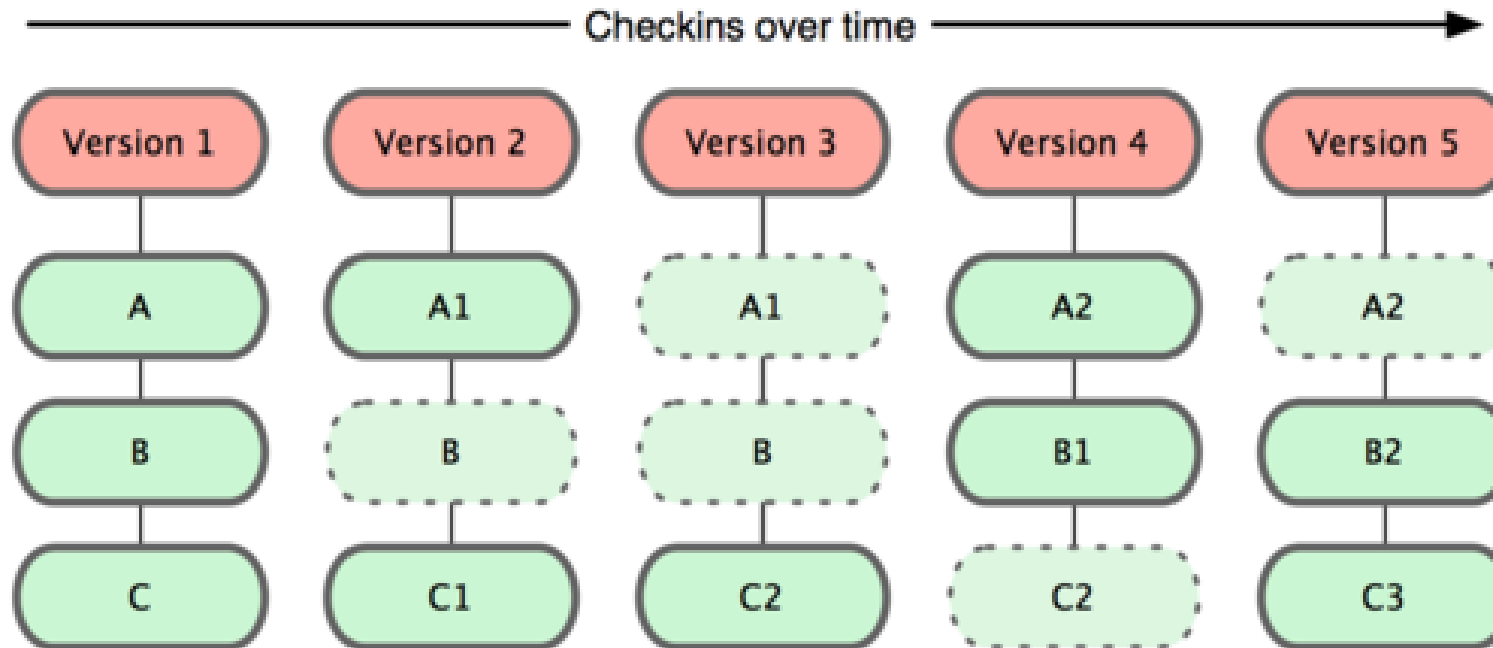 Checkins over time
Version 1 Version 2 Version 3 Version 4 Version 5
A A1 A1 A2 A2
B B B B1 B2
C C1 C2 C2 C3